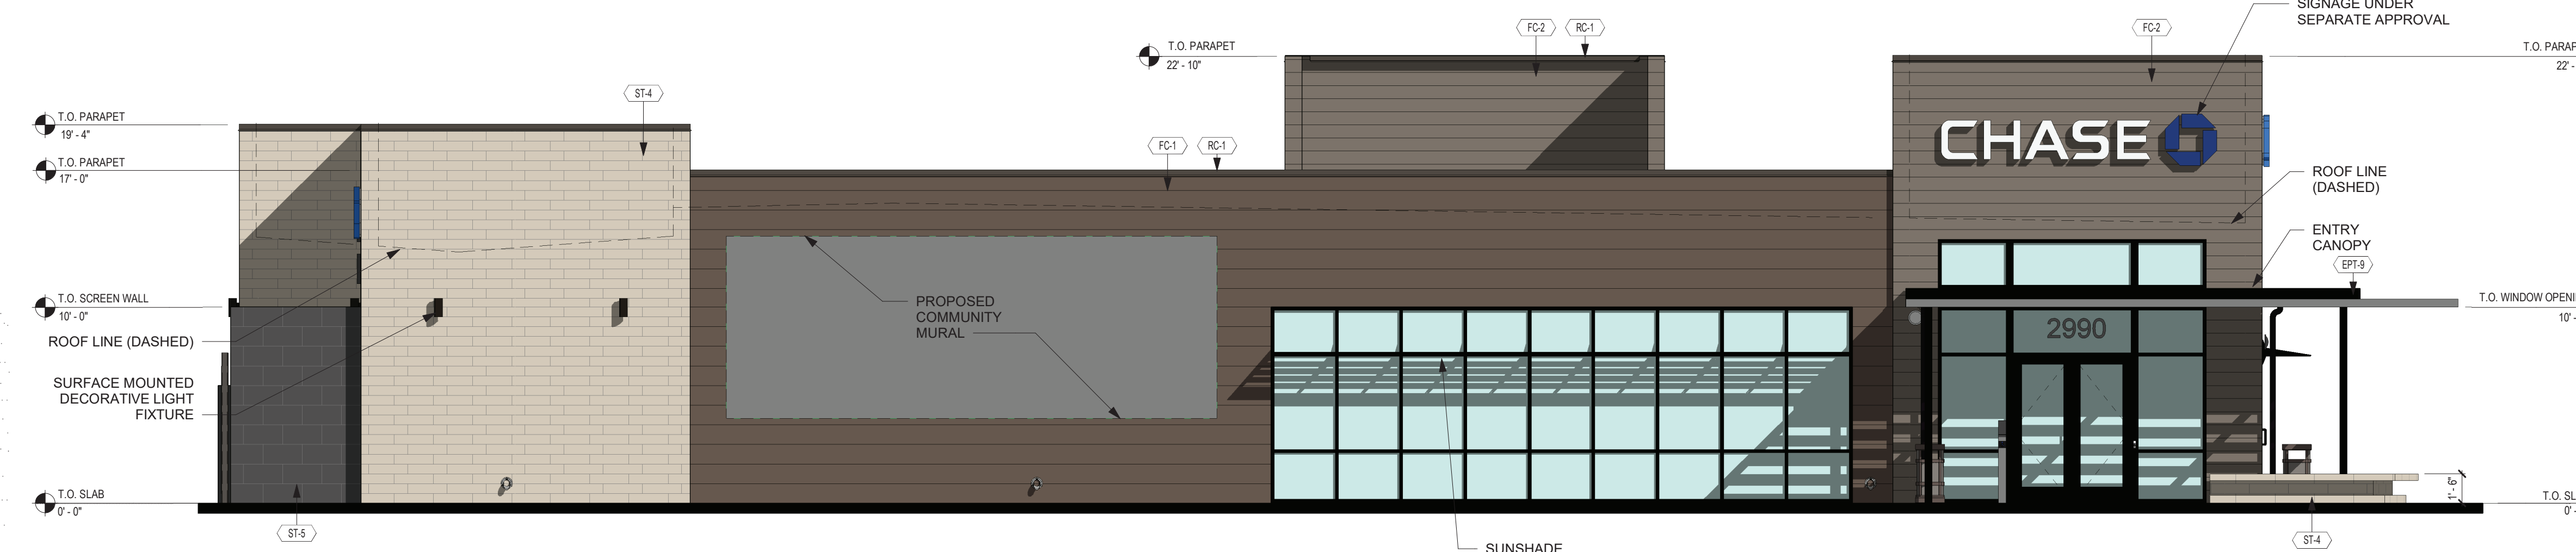 SIGNAGE UNDER
SEPARATE APPROVAL
FC-2
RC-1
FC-2
T.O. PARAPET
22' - 10"
T.O. PARAP
22' -
ST-4
T.O. PARAPET
19' - 4"
CHASE
FC-1
RC-1
T.O. PARAPET
17' - 0"
ROOF LINE
(DASHED)
ENTRY
CANOPY
EPT-9
T.O. SCREEN WALL
10' - 0"
PROPOSED
COMMUNITY
MURAL
T.O. WINDOW OPENI
10' -
2990
ROOF LINE (DASHED)
SURFACE MOUNTED
DECORATIVE LIGHT
FIXTURE
T.O. SLAB
0' - 0"
1' - 6"
T.O. SL
0' -
ST-5
ST-4
SUNSHADE